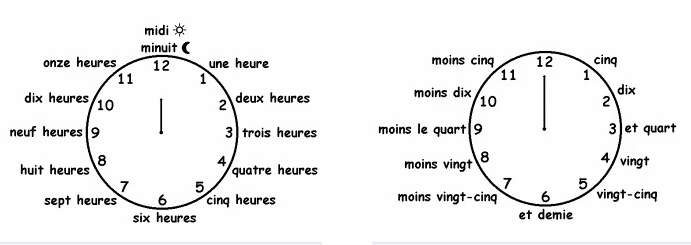 midi
minuit
onze heures 12 une heure
11 1
dix heures 10 2 deux heures
neuf heures 9 3 trois heures
huit heures 8 4 quatre heures
sept heures 7 5 cinq heures
6
six heures
moins cinq 12 cinq
11 1
moins dix 10 2 dix
moins le quart 9 3 et quart
moins vingt 8 4 vingt
moins vingt-cinq 7 5 vingt-cinq
6
et demie